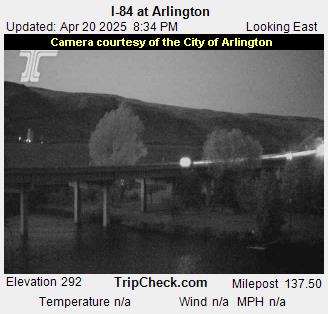 I-84 at Arlington
Updated: Apr 20 2025 8:34 PM Looking East
Camera courtesy of the City of Arlington
Elevation 292 TripCheck.com Milepost 137.50
Temperature n/a Wind n/a MPH n/a